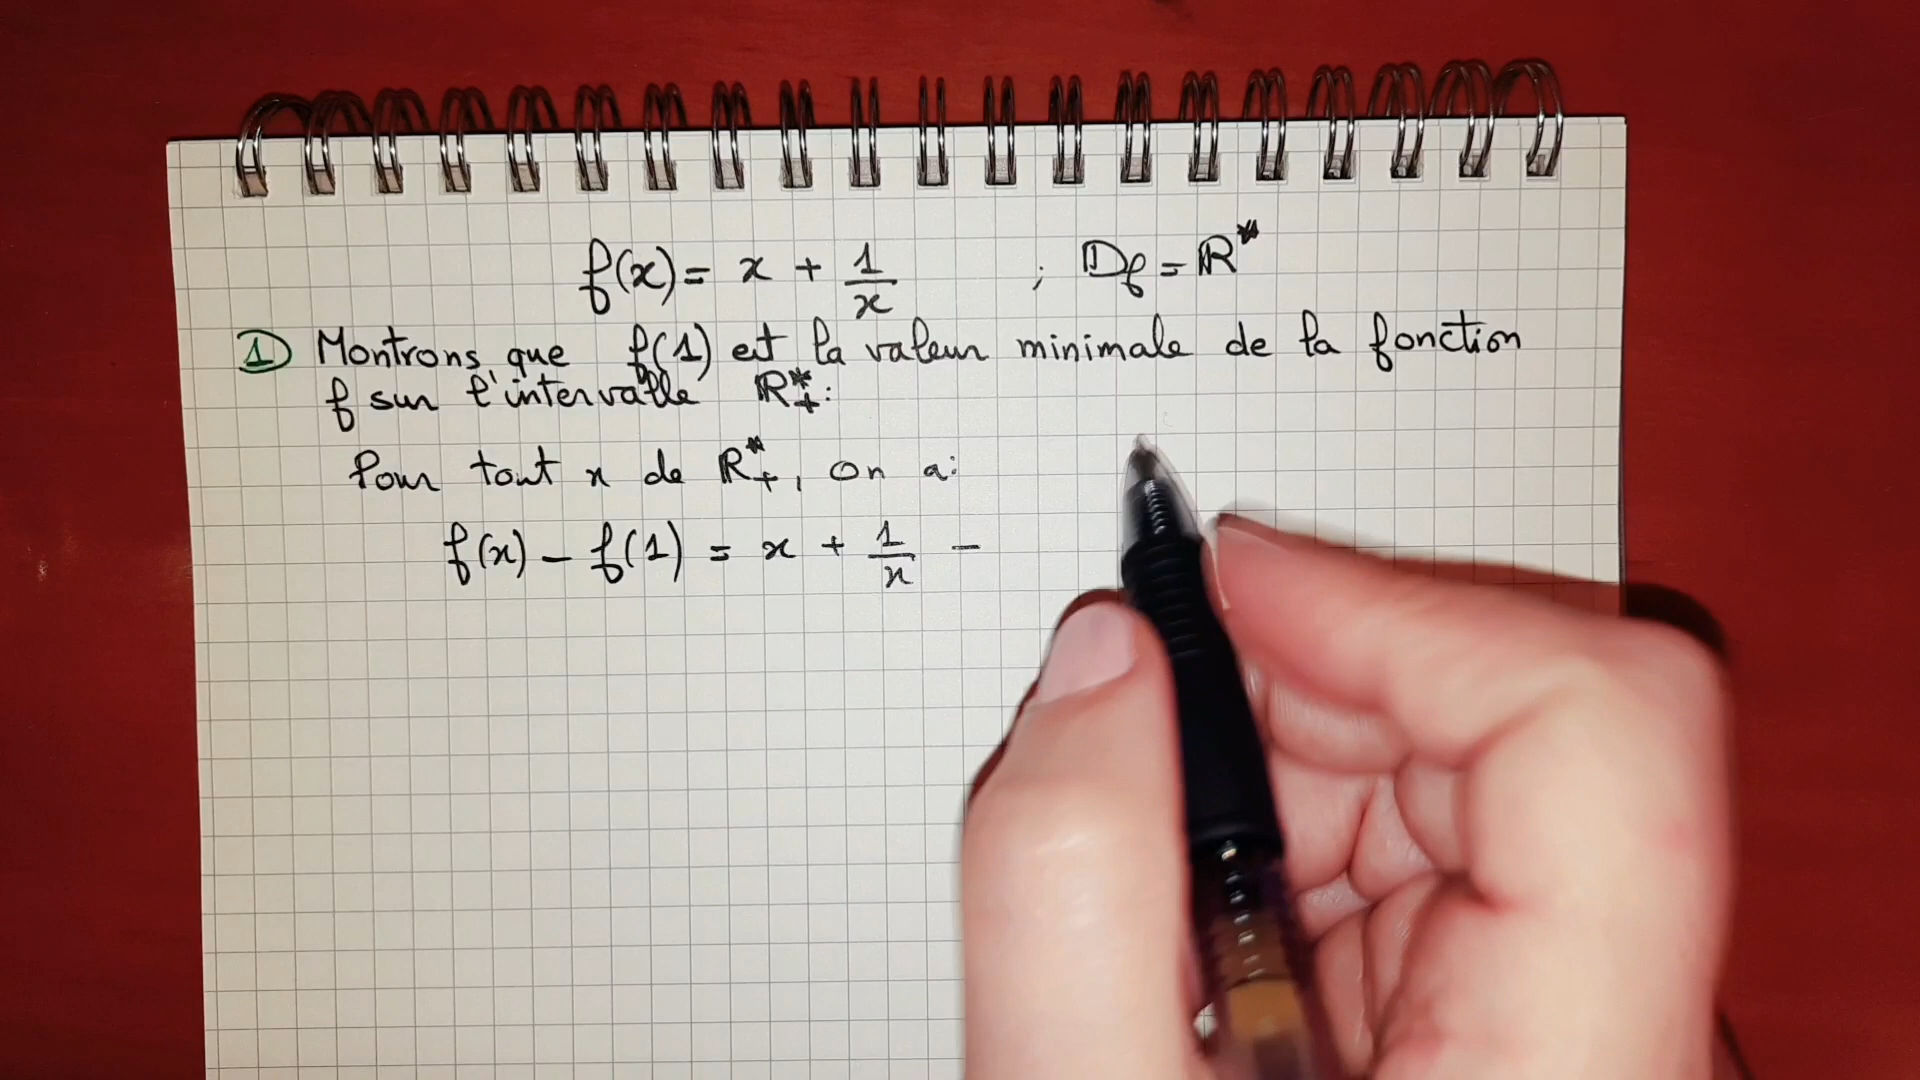 f(x) = x + 1/x ; Df = ℝ*
① Montrons que f(1) est la valeur minimale de la fonction
f sur l'intervalle ℝ*₊ :
Pour tout x de ℝ*₊, on a :
f(x) - f(1) = x + 1/x -